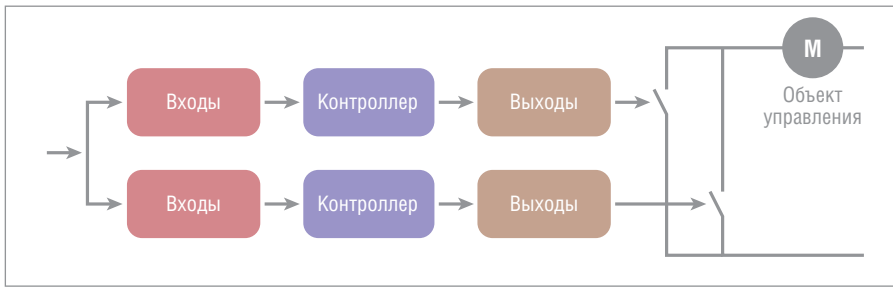 М
Объект
управления
Входы
Контроллер
Выходы
Входы
Контроллер
Выходы